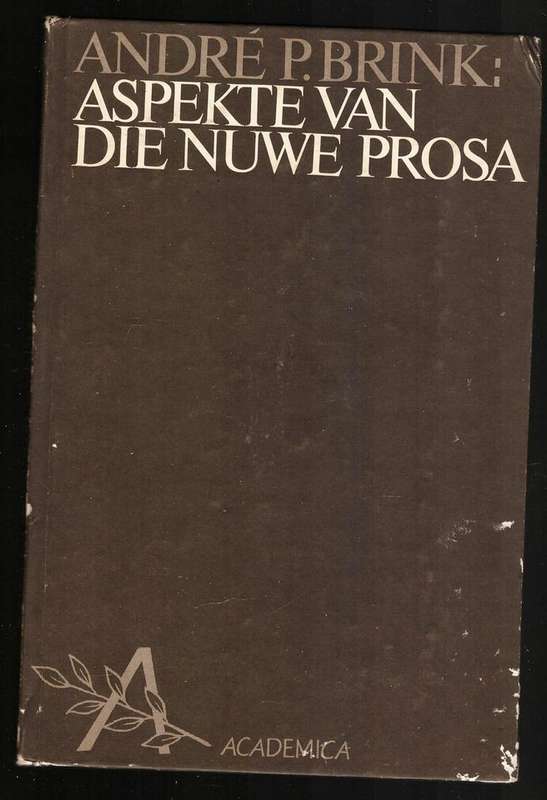 ANDRÉ P. BRINK:
ASPEKTE VAN
DIE NUWE PROSA
A
ACADEMICA